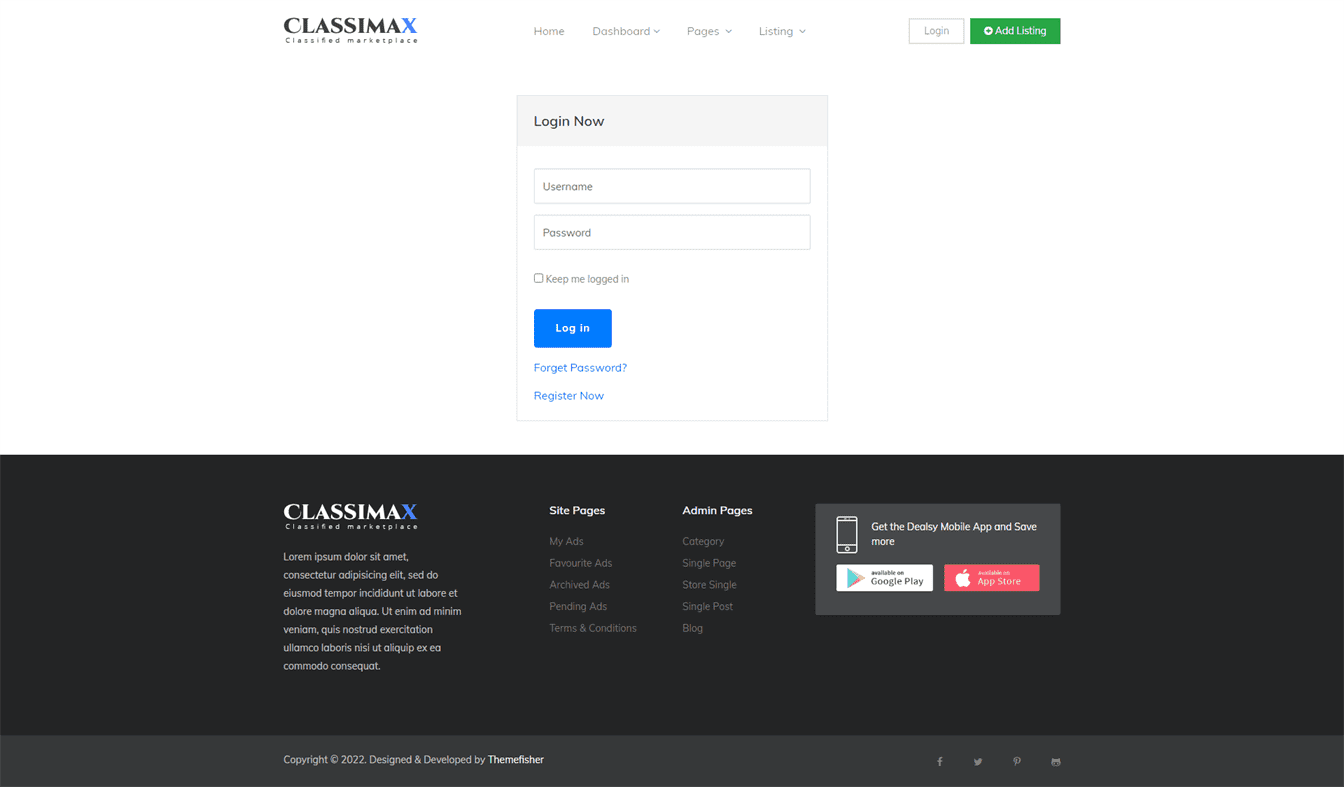 CLASSIMAX
Classified marketplace
Home Dashboard Pages Listing Login Add Listing
Login Now
Username
Password
Keep me logged in
Log in
Forget Password?
Register Now
CLASSIMAX
Classified marketplace
Lorem ipsum dolor sit amet,
consectetur adipisicing elit, sed do
eiusmod tempor incididunt ut labore et
dolore magna aliqua. Ut enim ad minim
veniam, quis nostrud exercitation
ullamco laboris nisi ut aliquip ex ea
commodo consequat.
Site Pages
My Ads
Favourite Ads
Archived Ads
Pending Ads
Terms & Conditions
Admin Pages
Category
Single Page
Store Single
Single Post
Blog
Get the Dealsy Mobile App and Save
more
available on
Google Play
available on
App Store
Copyright © 2022. Designed & Developed by Themefisher